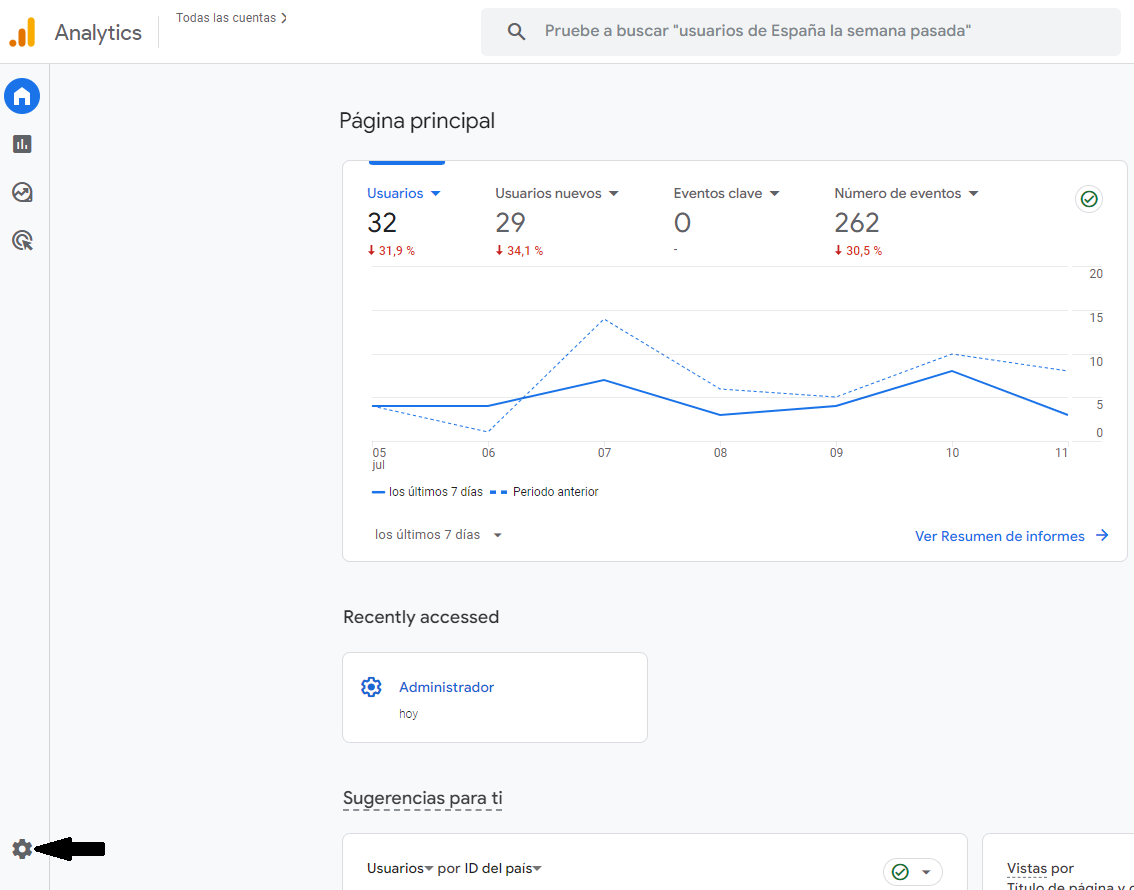 Analytics
Todas las cuentas
Pruebe a buscar "usuarios de España la semana pasada"
Página principal
Usuarios
32
31,9 %
Usuarios nuevos
29
34,1 %
Eventos clave
0
-
Número de eventos
262
30,5 %
20
15
10
5
0
05
jul
06
07
08
09
10
11
los últimos 7 días
Periodo anterior
los últimos 7 días
Ver Resumen de informes
Recently accessed
Administrador
hoy
Sugerencias para ti
Usuarios por ID del país
Vistas por
Título de página y